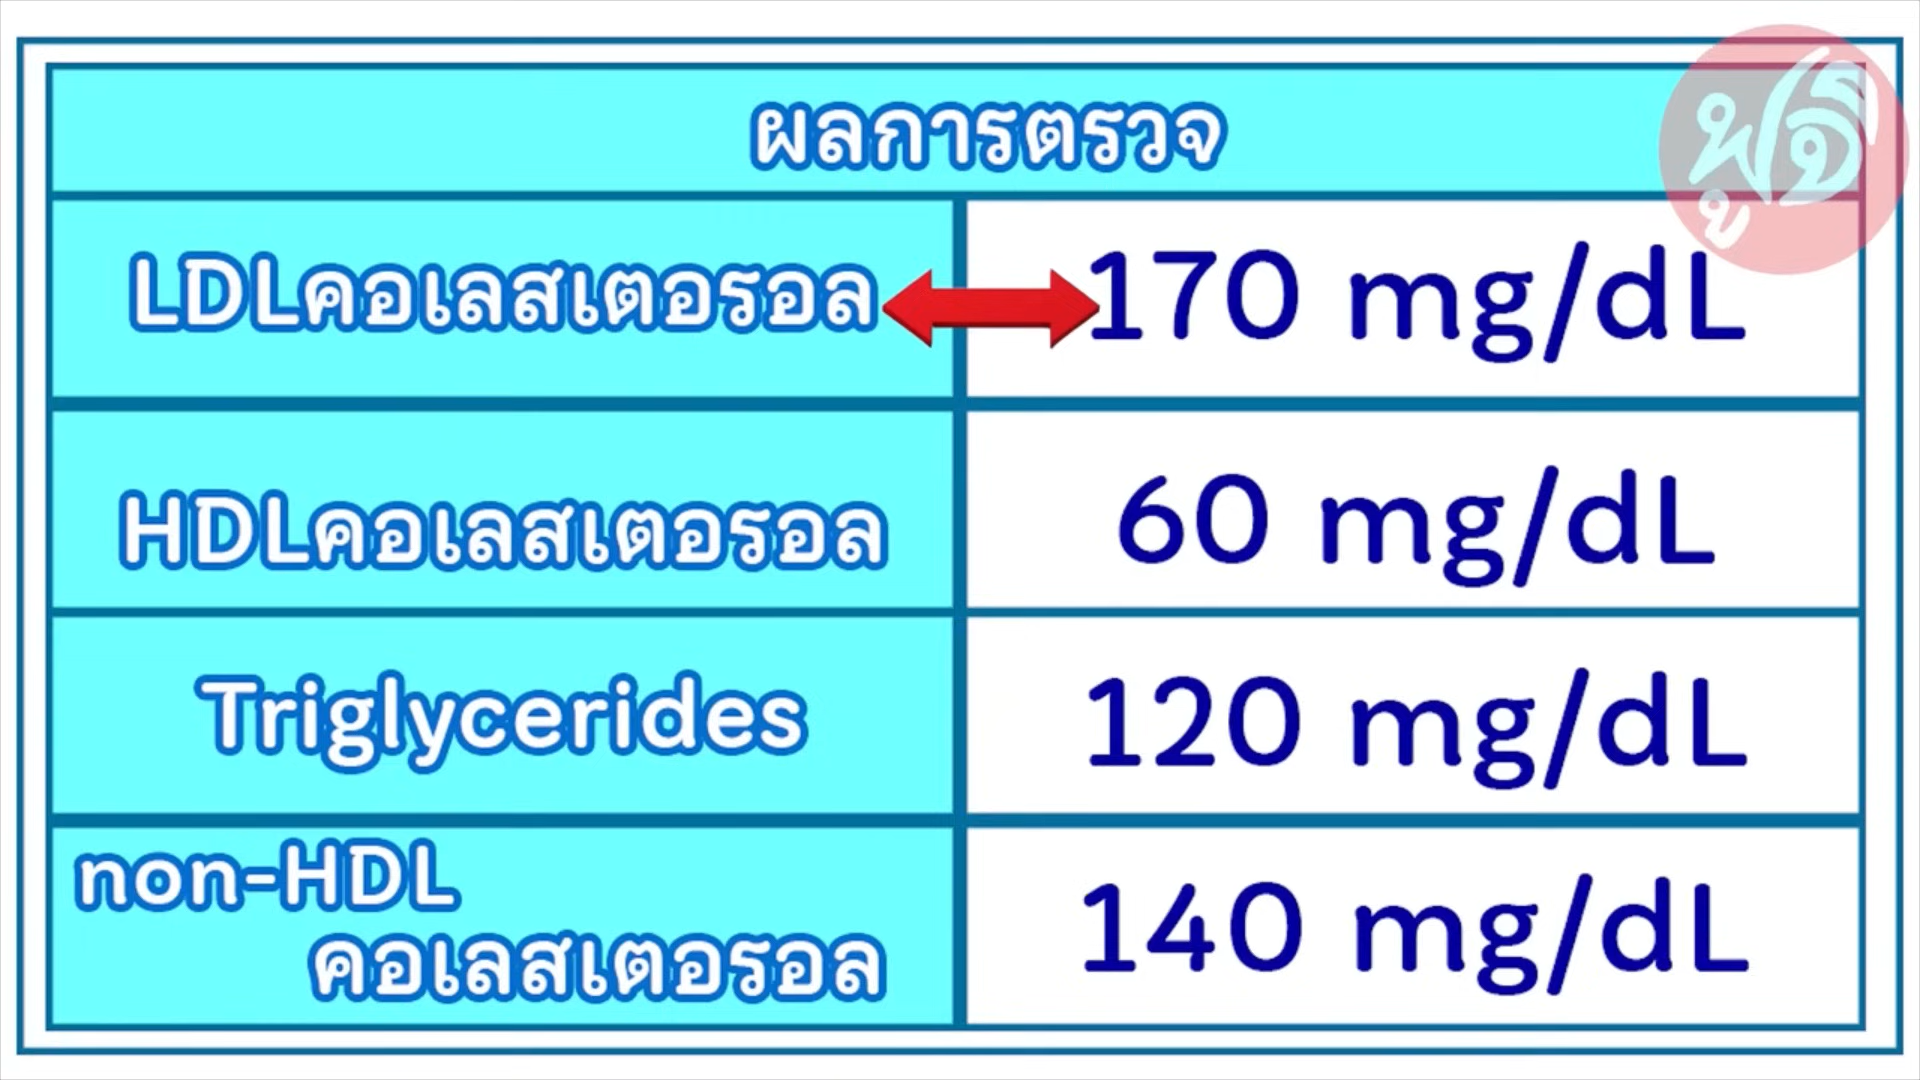 ผลการตรวจ
LDLคอเลสเตอรอล 170 mg/dL
HDLคอเลสเตอรอล 60 mg/dL
Triglycerides 120 mg/dL
non-HDL
คอเลสเตอรอล 140 mg/dL